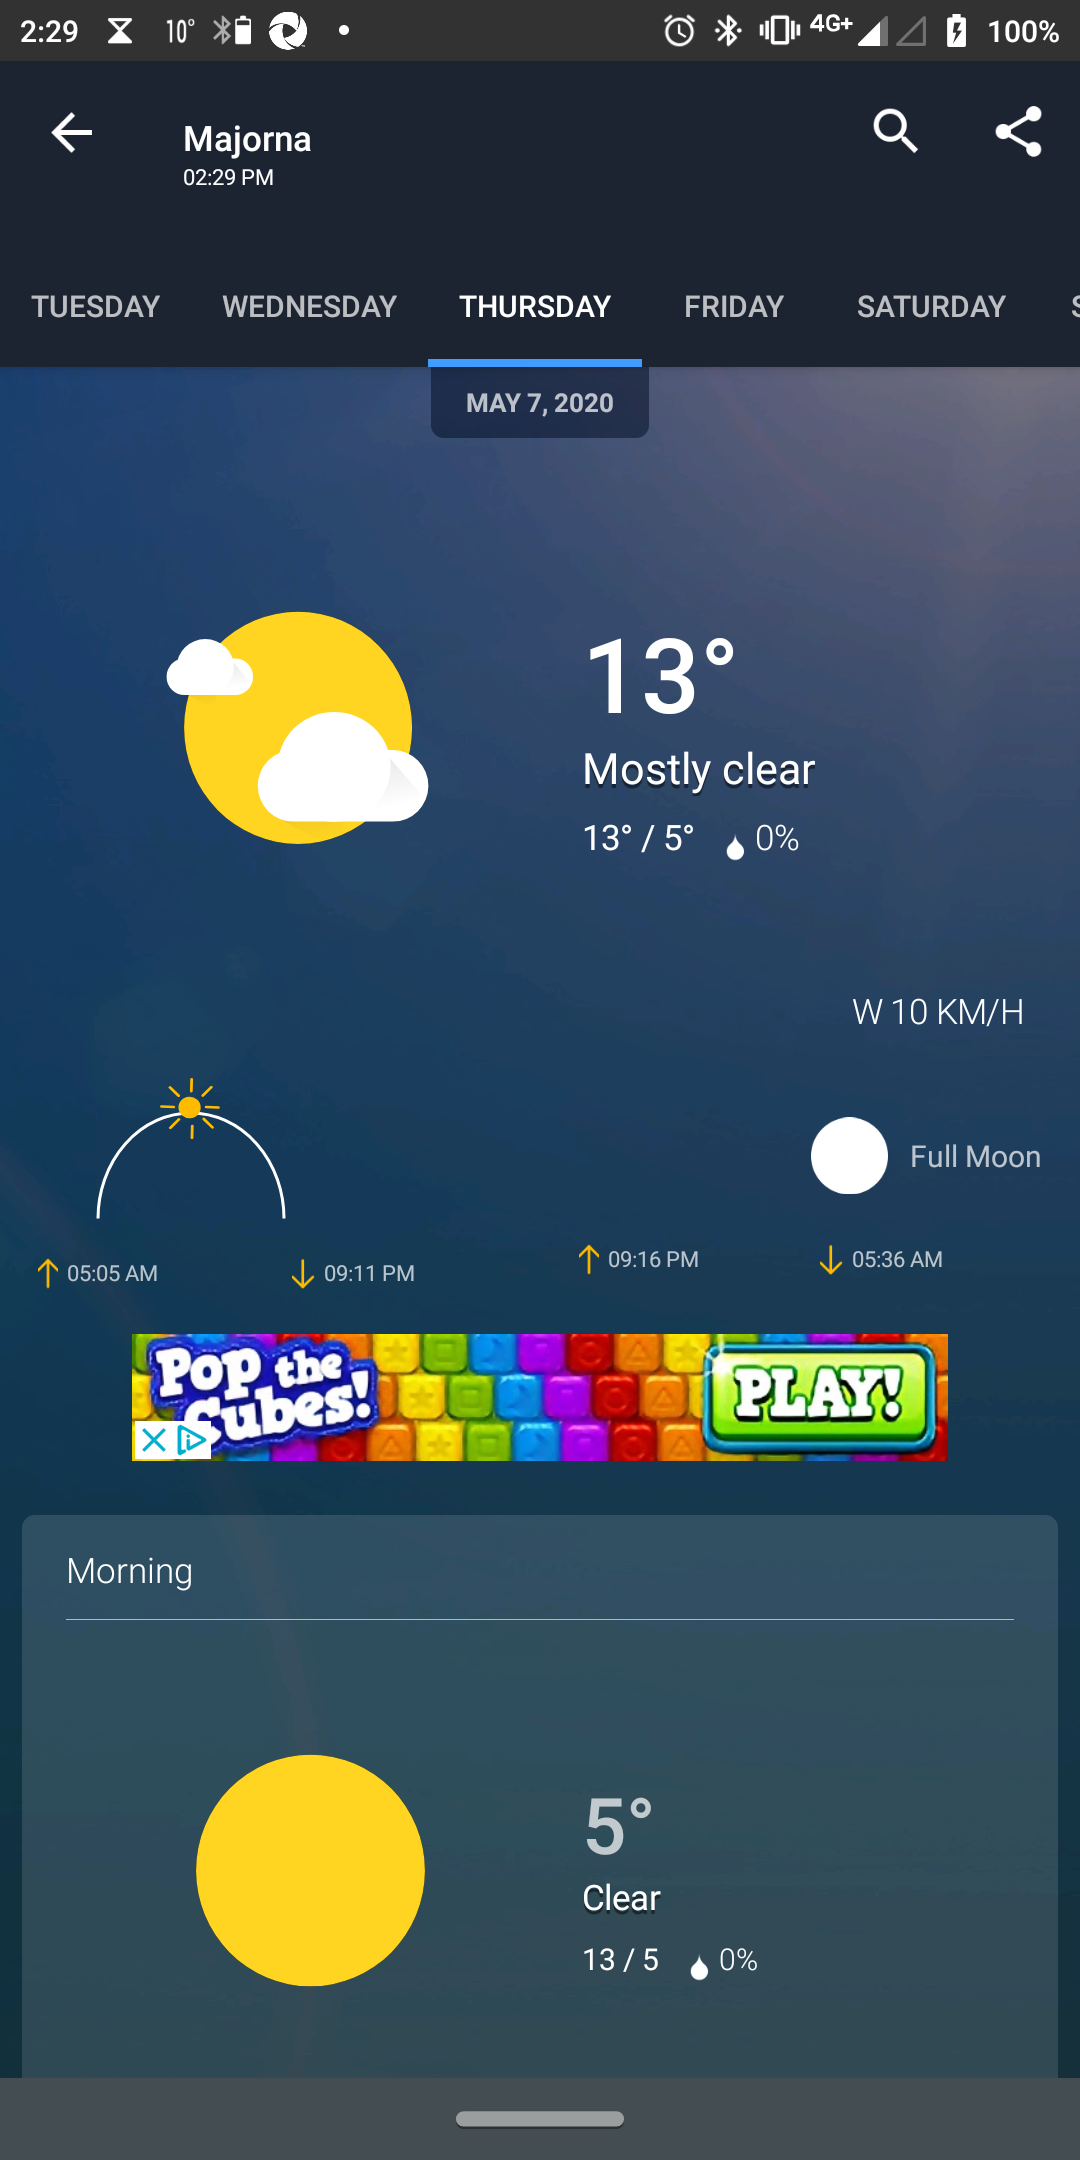 2:29 10° 4G+ 100%
Majorna
02:29 PM
TUESDAY WEDNESDAY THURSDAY FRIDAY SATURDAY S
MAY 7, 2020
13°
Mostly clear
13° / 5° 0%
W 10 KM/H
Full Moon
05:05 AM 09:11 PM 09:16 PM 05:36 AM
Pop the
Cubes!
PLAY!
Morning
5°
Clear
13 / 5 0%